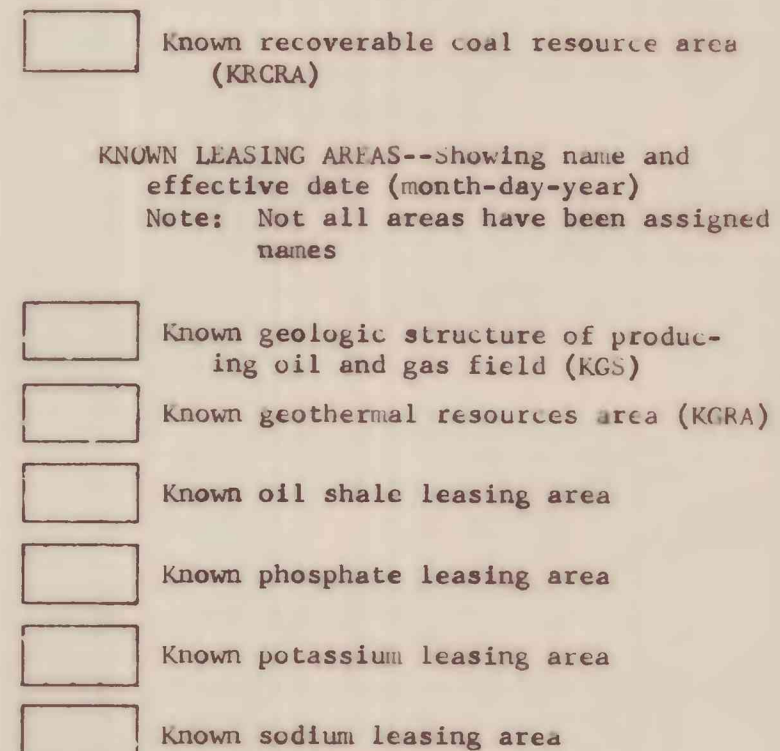 Known recoverable coal resource area
(KRCRA)
KNOWN LEASING AREAS--Showing name and
effective date (month-day-year)
Note: Not all areas have been assigned
names
Known geologic structure of produc-
ing oil and gas field (KGS)
Known geothermal resources area (KGRA)
Known oil shale leasing area
Known phosphate leasing area
Known potassium leasing area
Known sodium leasing area